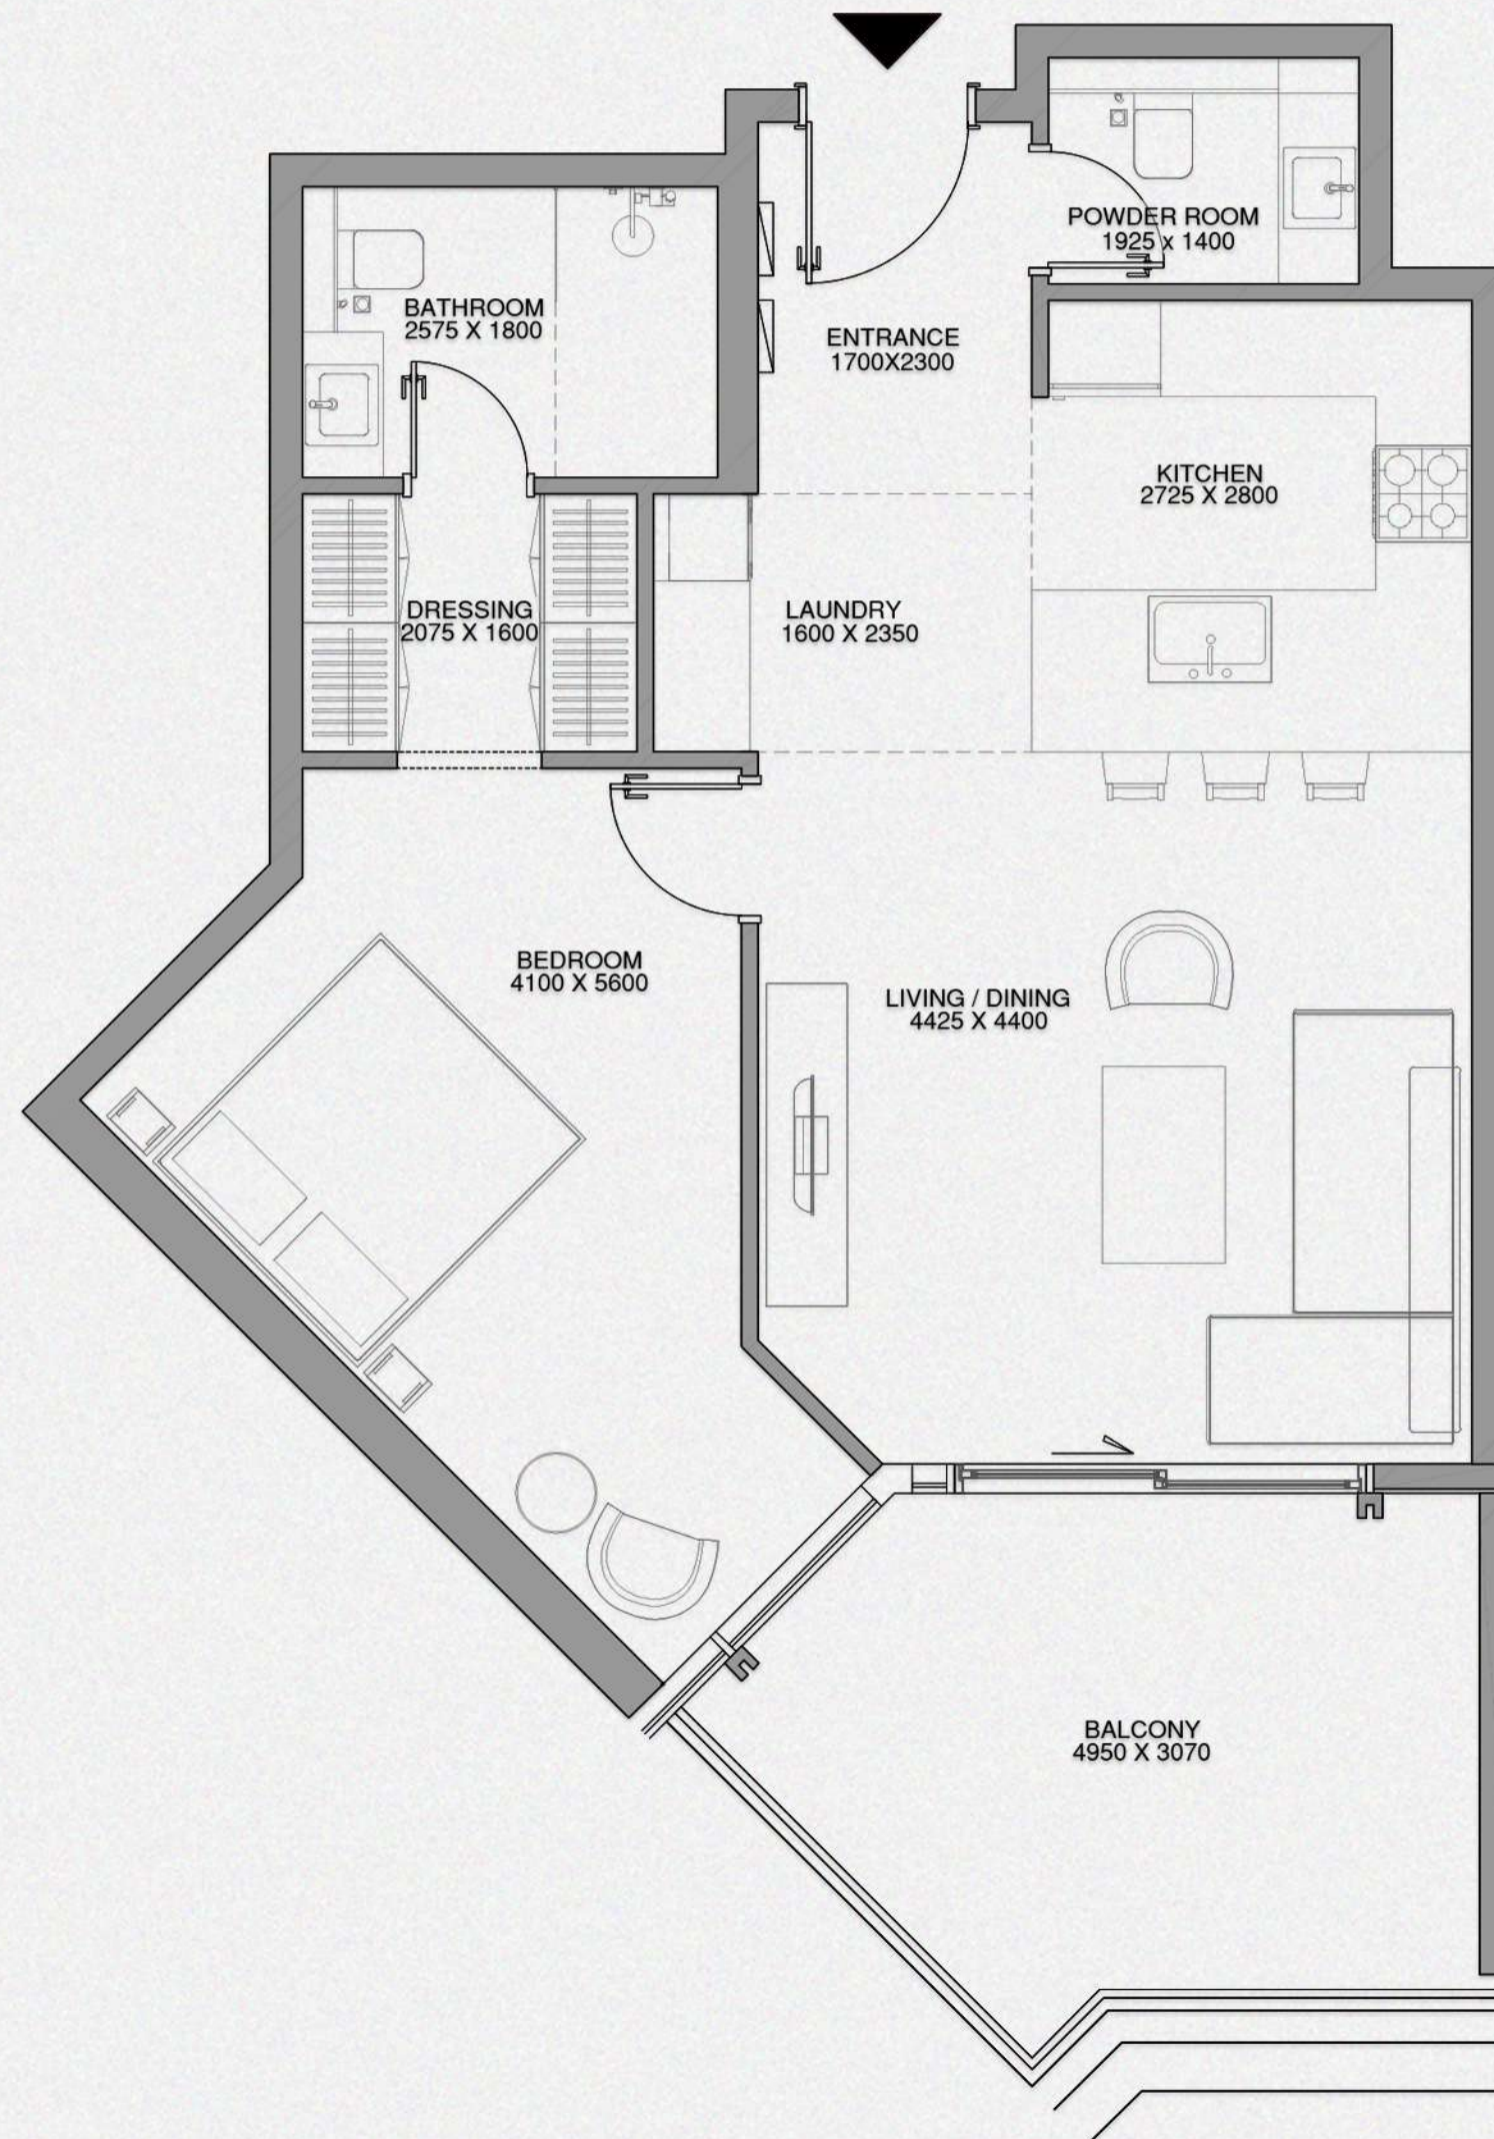 POWDER ROOM
1925 x 1400
BATHROOM
2575 X 1800
ENTRANCE
1700X2300
KITCHEN
2725 X 2800
DRESSING
2075 X 1600
LAUNDRY
1600 X 2350
BEDROOM
4100 X 5600
LIVING / DINING
4425 X 4400
BALCONY
4950 X 3070